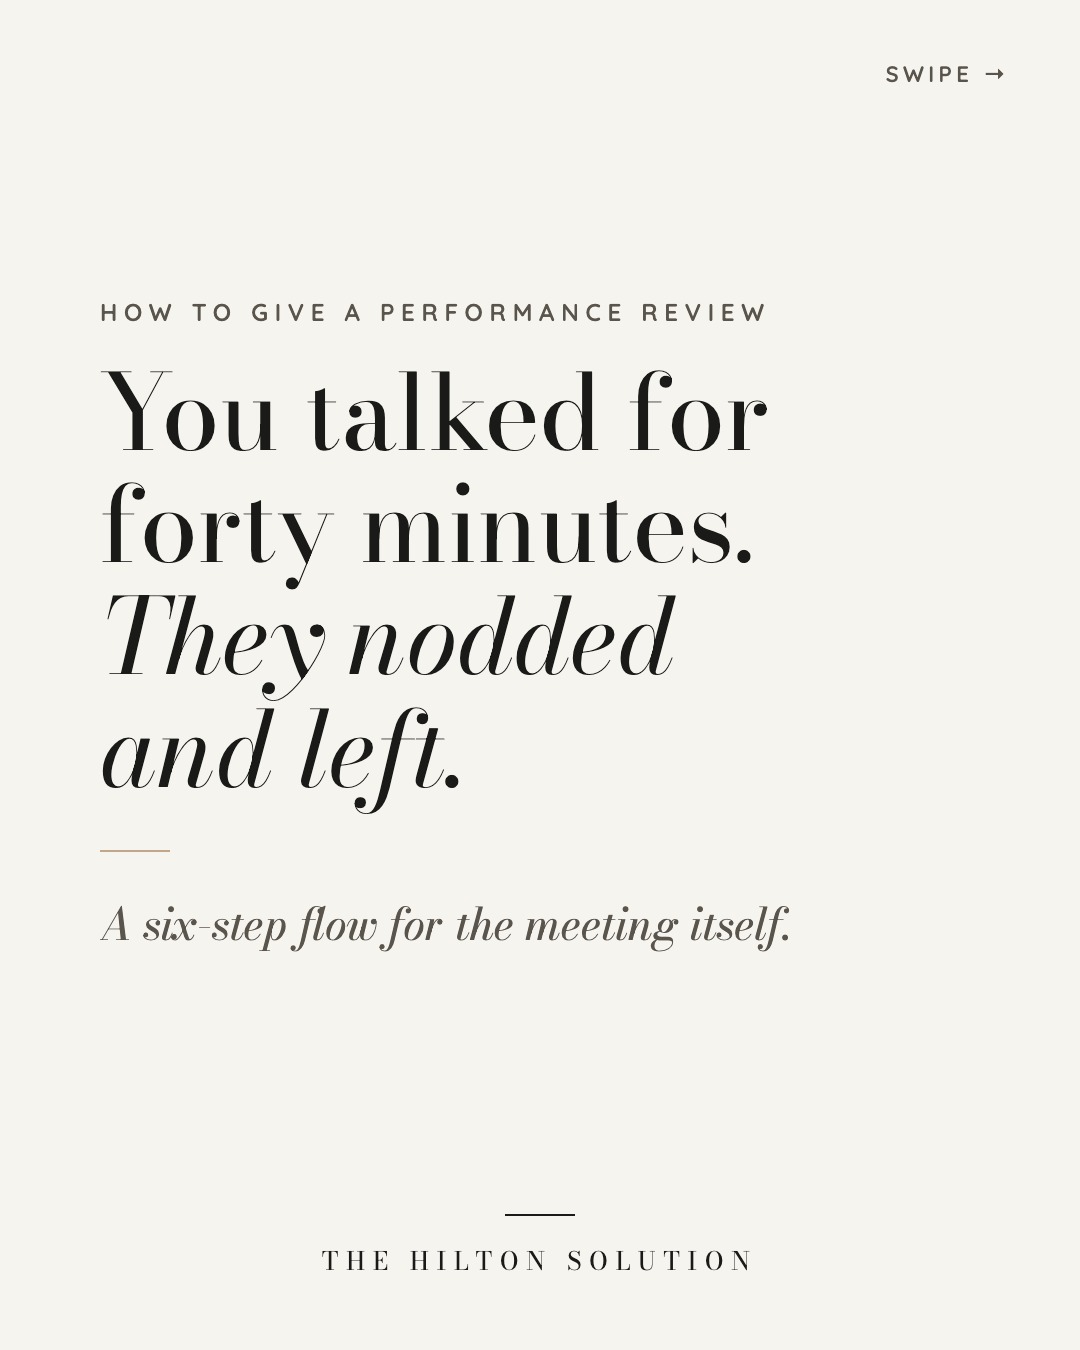 SWIPE →
HOW TO GIVE A PERFORMANCE REVIEW
You talked for
forty minutes.
They nodded
and left.
A six-step flow for the meeting itself.
THE HILTON SOLUTION